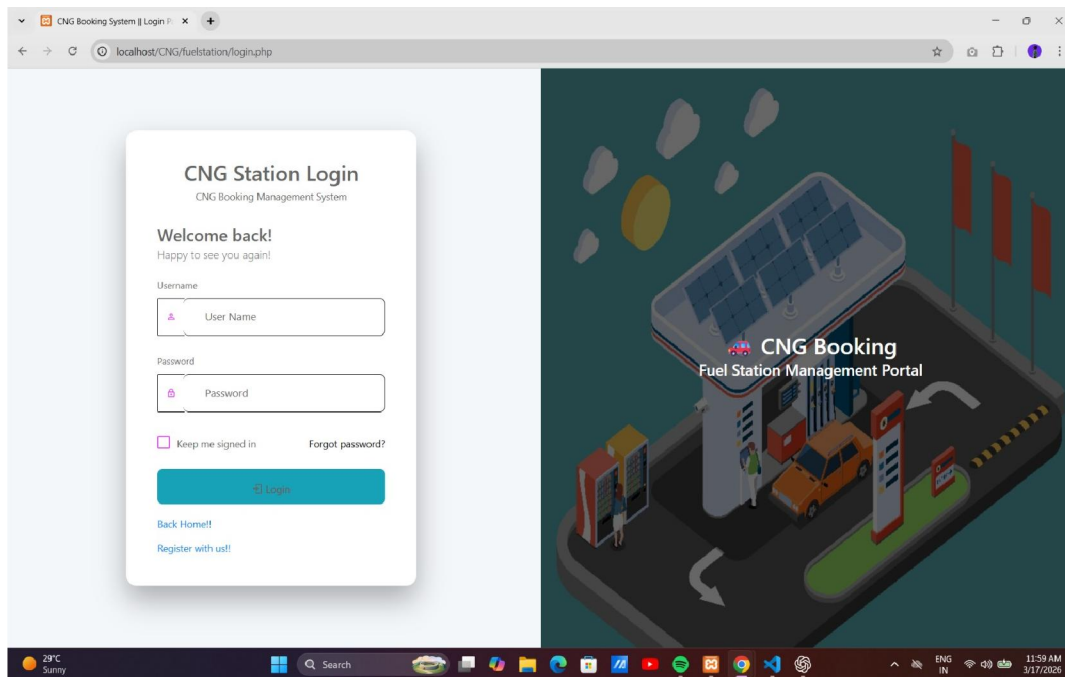 CNG Booking System || Login P
localhost/CNG/fuelstation/login.php
CNG Station Login
CNG Booking Management System
Welcome back!
Happy to see you again!
Username
User Name
Password
Password
Keep me signed in
Forgot password?
Login
Back Home!!
Register with us!!
CNG Booking
Fuel Station Management Portal
29°C
Sunny
Search
ENG
IN
11:59 AM
3/17/2026